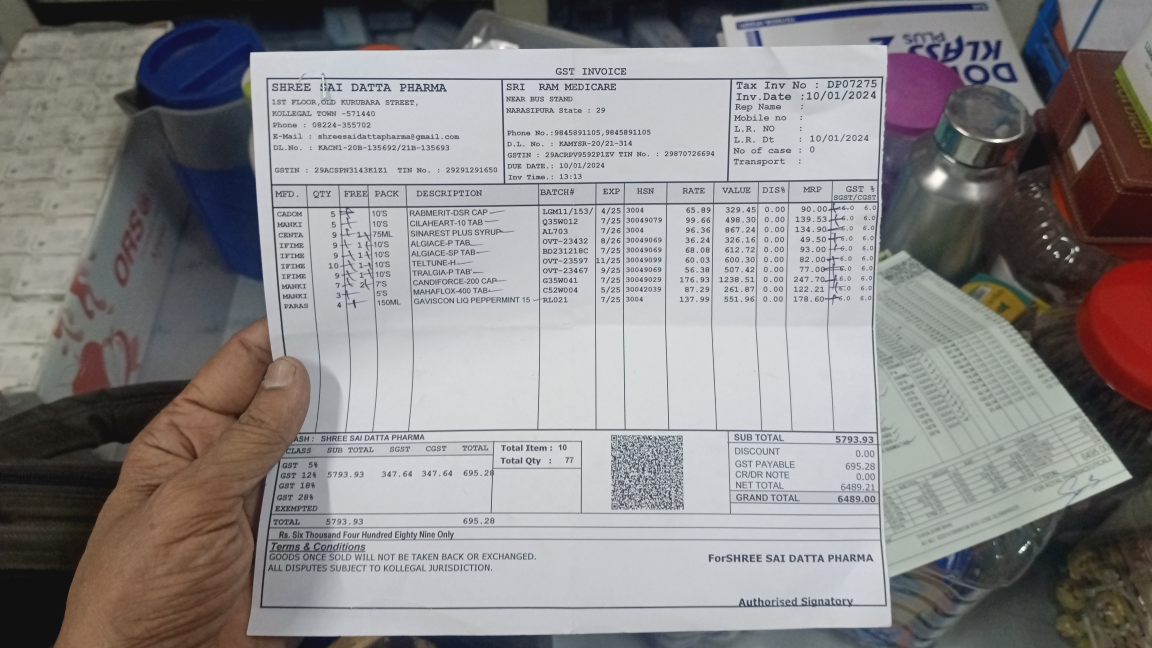 GST INVOICE
SHREE SAI DATTA PHARMA
1ST FLOOR,OLD KURUBARA STREET,
KOLLEGAL TOWN -571440
Phone : 08224-355702
E-Mail : shreesaidattapharma@gmail.com
DL.No. : KACN1-20B-135692/21B-135693
GSTIN : 29ACSPN3143K1Z1 TIN No. : 29291291650
SRI RAM MEDICARE
NEAR BUS STAND
NARASIPURA State : 29
Phone No.:9845891105,9845891105
D.L. No. : KAMYSR-20/21-314
GSTIN : 29ACRPV9592P1EV TIN No. : 29870726694
DUE DATE: 10/01/2024
Inv Time.: 13:13
Tax Inv No : DP07275
Inv.Date :10/01/2024
Rep Name :
Mobile no :
L.R. NO :
L.R. Dt : 10/01/2024
No of case : 0
Transport :
MFD. QTY FREE PACK DESCRIPTION BATCH# EXP HSN RATE VALUE DIS% MRP GST %
SGST/CGST
CADOM 5 10'S RABMERIT-DSR CAP LGM11/153/ 4/25 3004 65.89 329.45 0.00 90.00 6.0 6.0
MANKI 5 10'S CILAHEART-10 TAB Q35W012 7/25 30049079 99.66 498.30 0.00 139.53 6.0 6.0
CENTA 9 1 75ML SINAREST PLUS SYRUP AL703 7/26 3004 96.36 867.24 0.00 134.90 6.0 6.0
IFIME 9 1 10'S ALGIACE-P TAB OVT-23432 8/26 30049069 36.24 326.16 0.00 49.50 6.0 6.0
IFIME 9 1 10'S ALGIACE-SP TAB BD231218C 7/25 30049069 68.08 612.72 0.00 93.00 6.0 6.0
IFIME 10 1 10'S TELTUNE-H OVT-23597 11/25 30049099 60.03 600.30 0.00 82.00 6.0 6.0
IFIME 9 1 10'S TRALGIA-P TAB OVT-23467 9/25 30049069 56.38 507.42 0.00 77.00 6.0 6.0
MANKI 7 2 7'S CANDIFORCE-200 CAP G35W041 7/25 30049029 176.93 1238.51 0.00 247.70 6.0 6.0
MANKI 3 5'S MAHAFLOX-400 TAB C52W004 5/25 30042039 87.29 261.87 0.00 122.21 6.0 6.0
PARAS 4 150ML GAVISCON LIQ PEPPERMINT 15 RL021 7/25 3004 137.99 551.96 0.00 178.60 6.0 6.0
ASH : SHREE SAI DATTA PHARMA
CLASS SUB TOTAL SGST CGST TOTAL
GST 5%
GST 12% 5793.93 347.64 347.64 695.28
GST 18%
GST 28%
EXEMPTED
TOTAL 5793.93 695.28
Total Item : 10
Total Qty : 77
SUB TOTAL 5793.93
DISCOUNT 0.00
GST PAYABLE 695.28
CR/DR NOTE 0.00
NET TOTAL 6489.21
GRAND TOTAL 6489.00
Rs. Six Thousand Four Hundred Eighty Nine Only
Terms & Conditions
GOODS ONCE SOLD WILL NOT BE TAKEN BACK OR EXCHANGED.
ALL DISPUTES SUBJECT TO KOLLEGAL JURISDICTION.
ForSHREE SAI DATTA PHARMA
Authorised Signatory
ORS
KLASS
PLUS